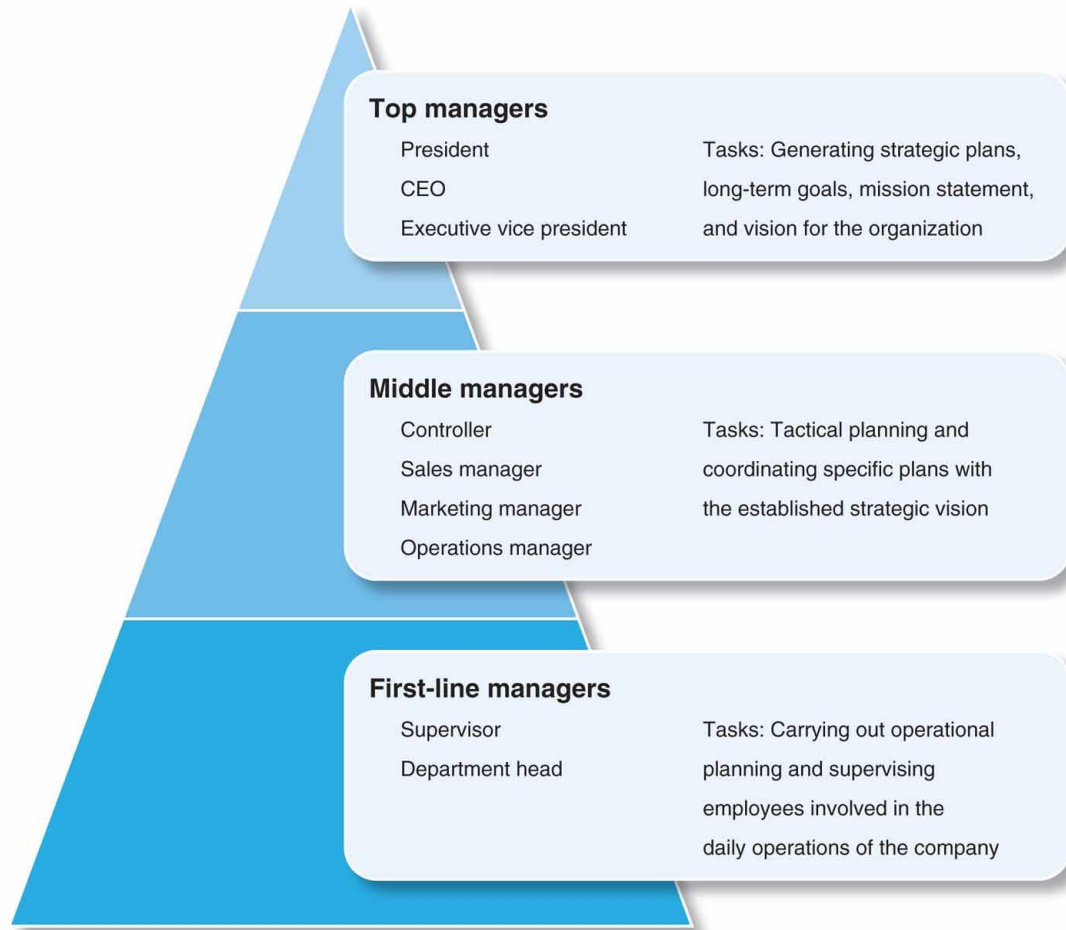 Top managers
President
CEO
Executive vice president
Tasks: Generating strategic plans,
long-term goals, mission statement,
and vision for the organization
Middle managers
Controller
Sales manager
Marketing manager
Operations manager
Tasks: Tactical planning and
coordinating specific plans with
the established strategic vision
First-line managers
Supervisor
Department head
Tasks: Carrying out operational
planning and supervising
employees involved in the
daily operations of the company